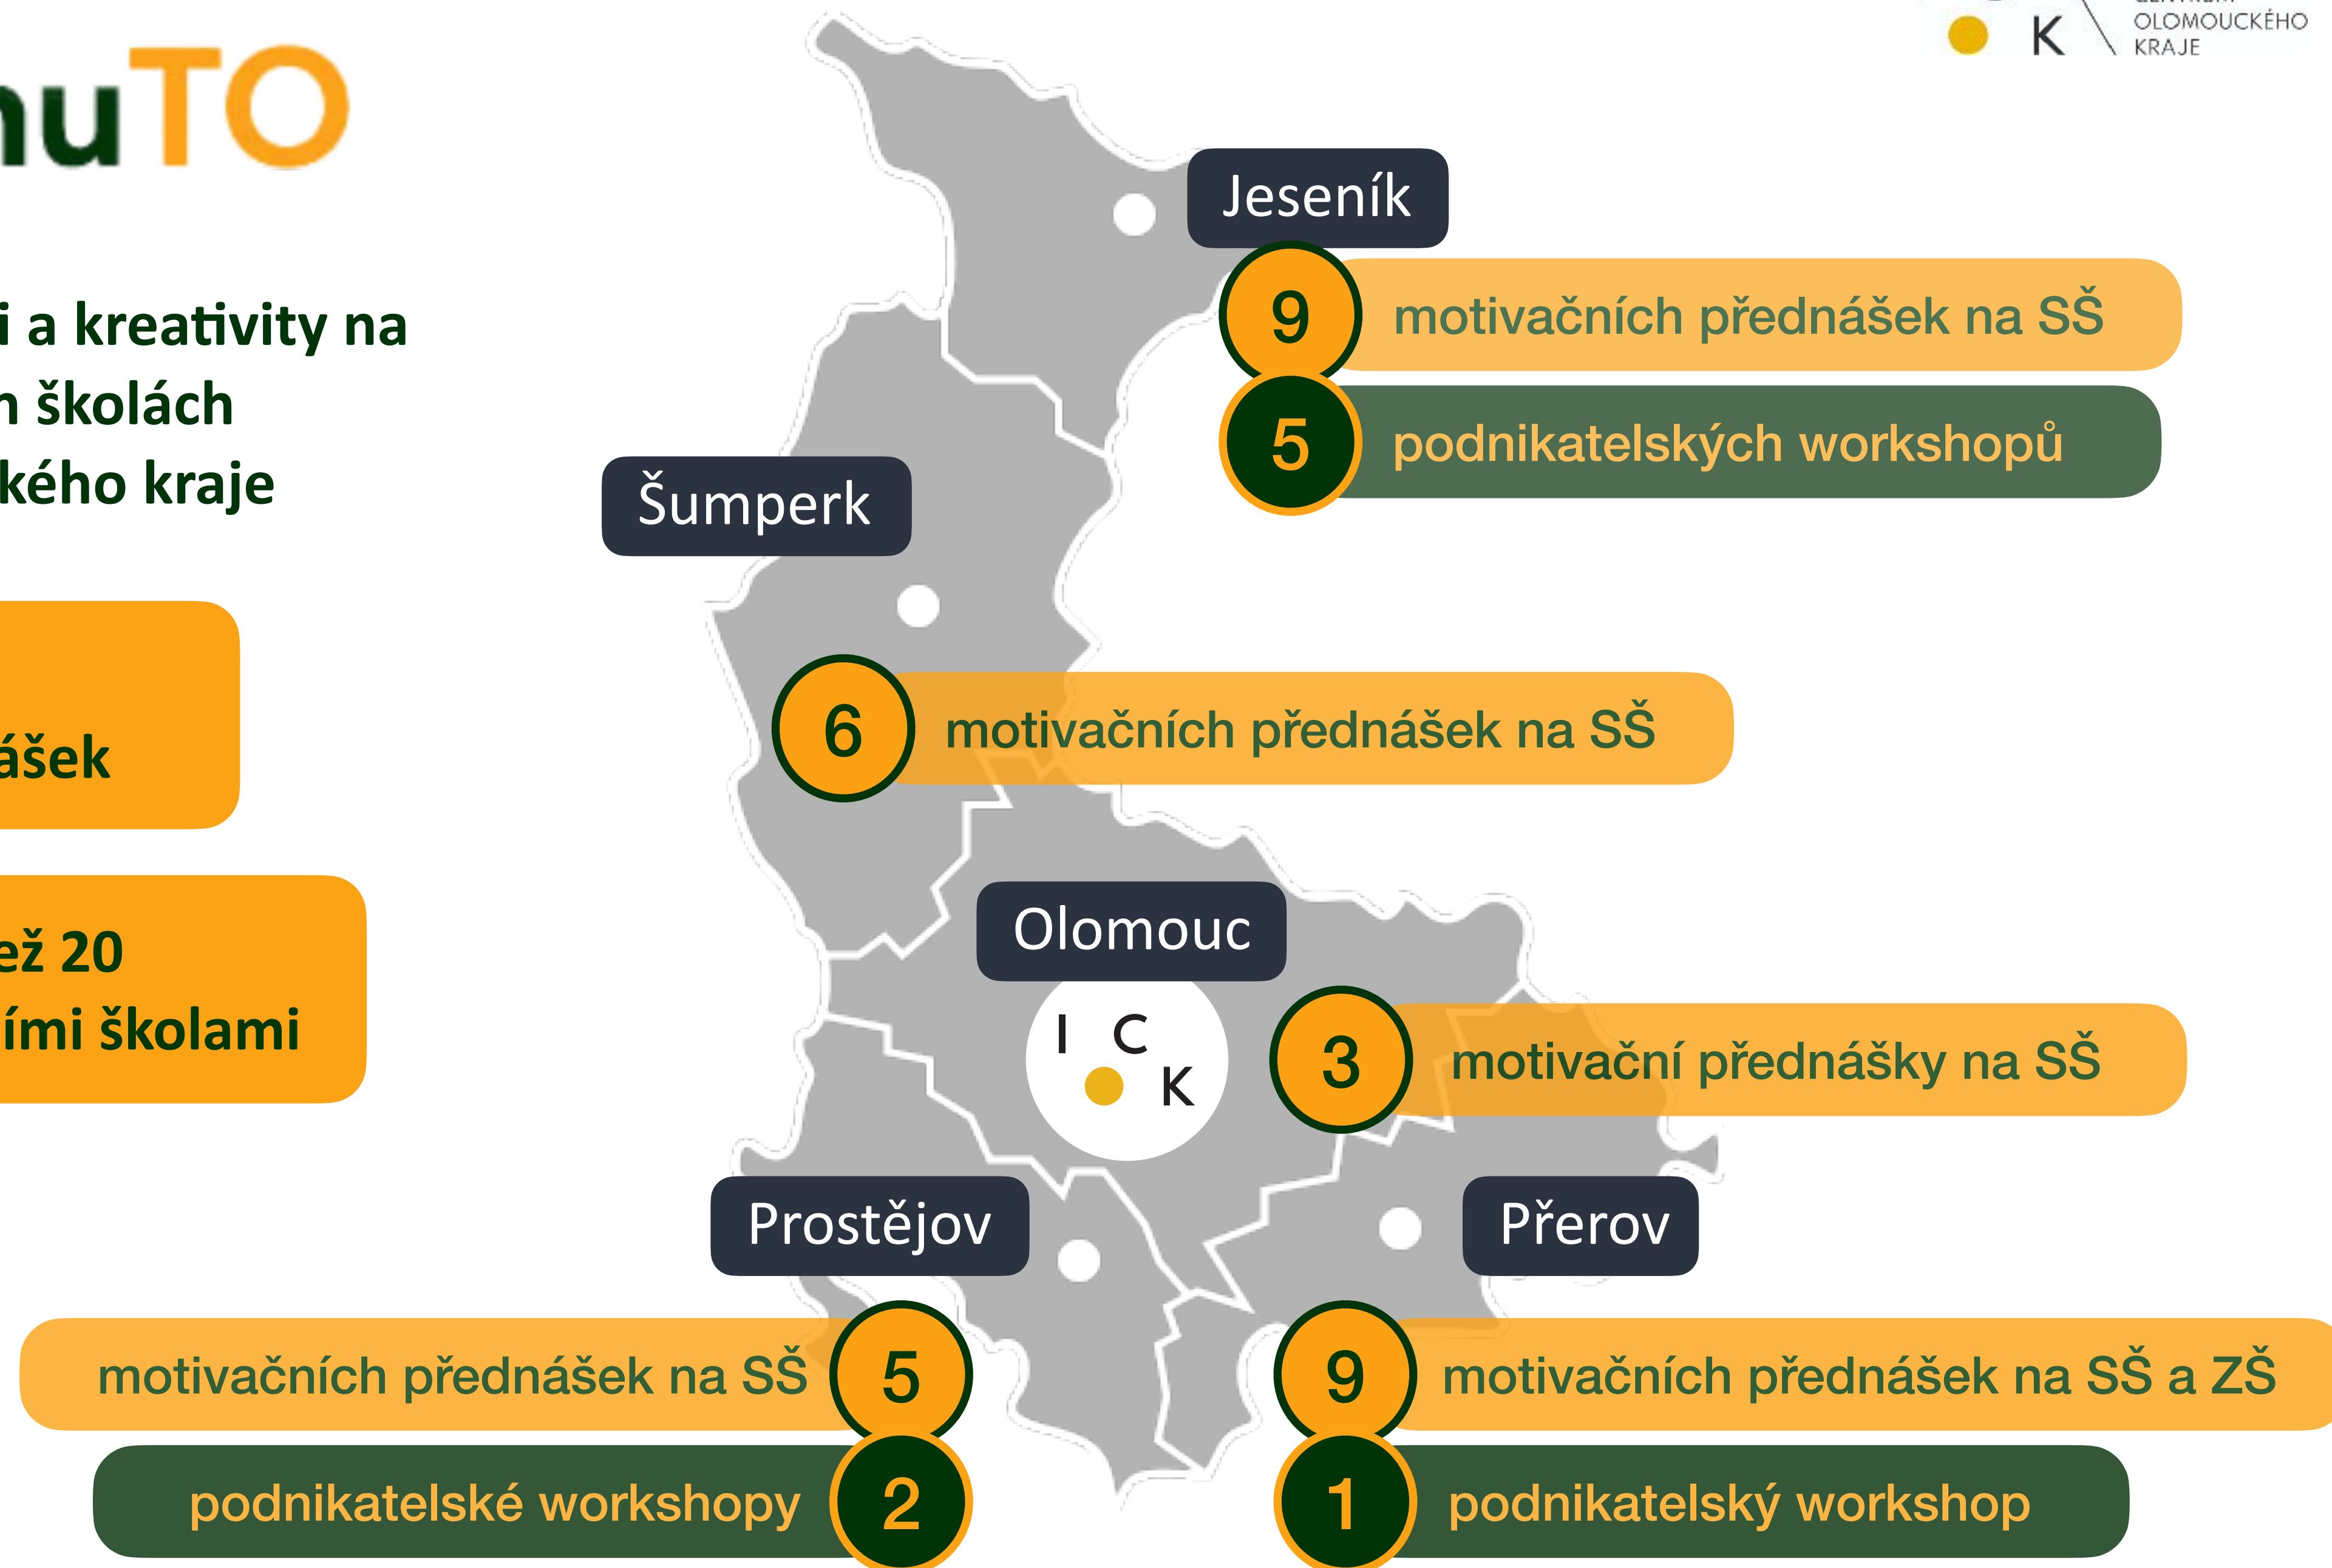 nuTO
OLOMOUCKÉHO
K
KRAJE
Jeseník
9 motivačních přednášek na SŠ
5 podnikatelských workshopů
i a kreativity na
školách
kého kraje
Šumperk
6 motivačních přednášek na SŠ
ášek
Olomouc
ež 20
ími školami
I C
K
3 motivační přednášky na SŠ
Prostějov
Přerov
motivačních přednášek na SŠ 5
9 motivačních přednášek na SŠ a ZŠ
podnikatelské workshopy 2
1 podnikatelský workshop